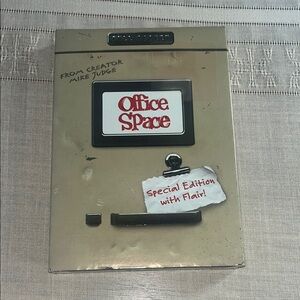 FROM CREATOR
MIKE JUDGE
Office
Space
Special Edition
with Flair!